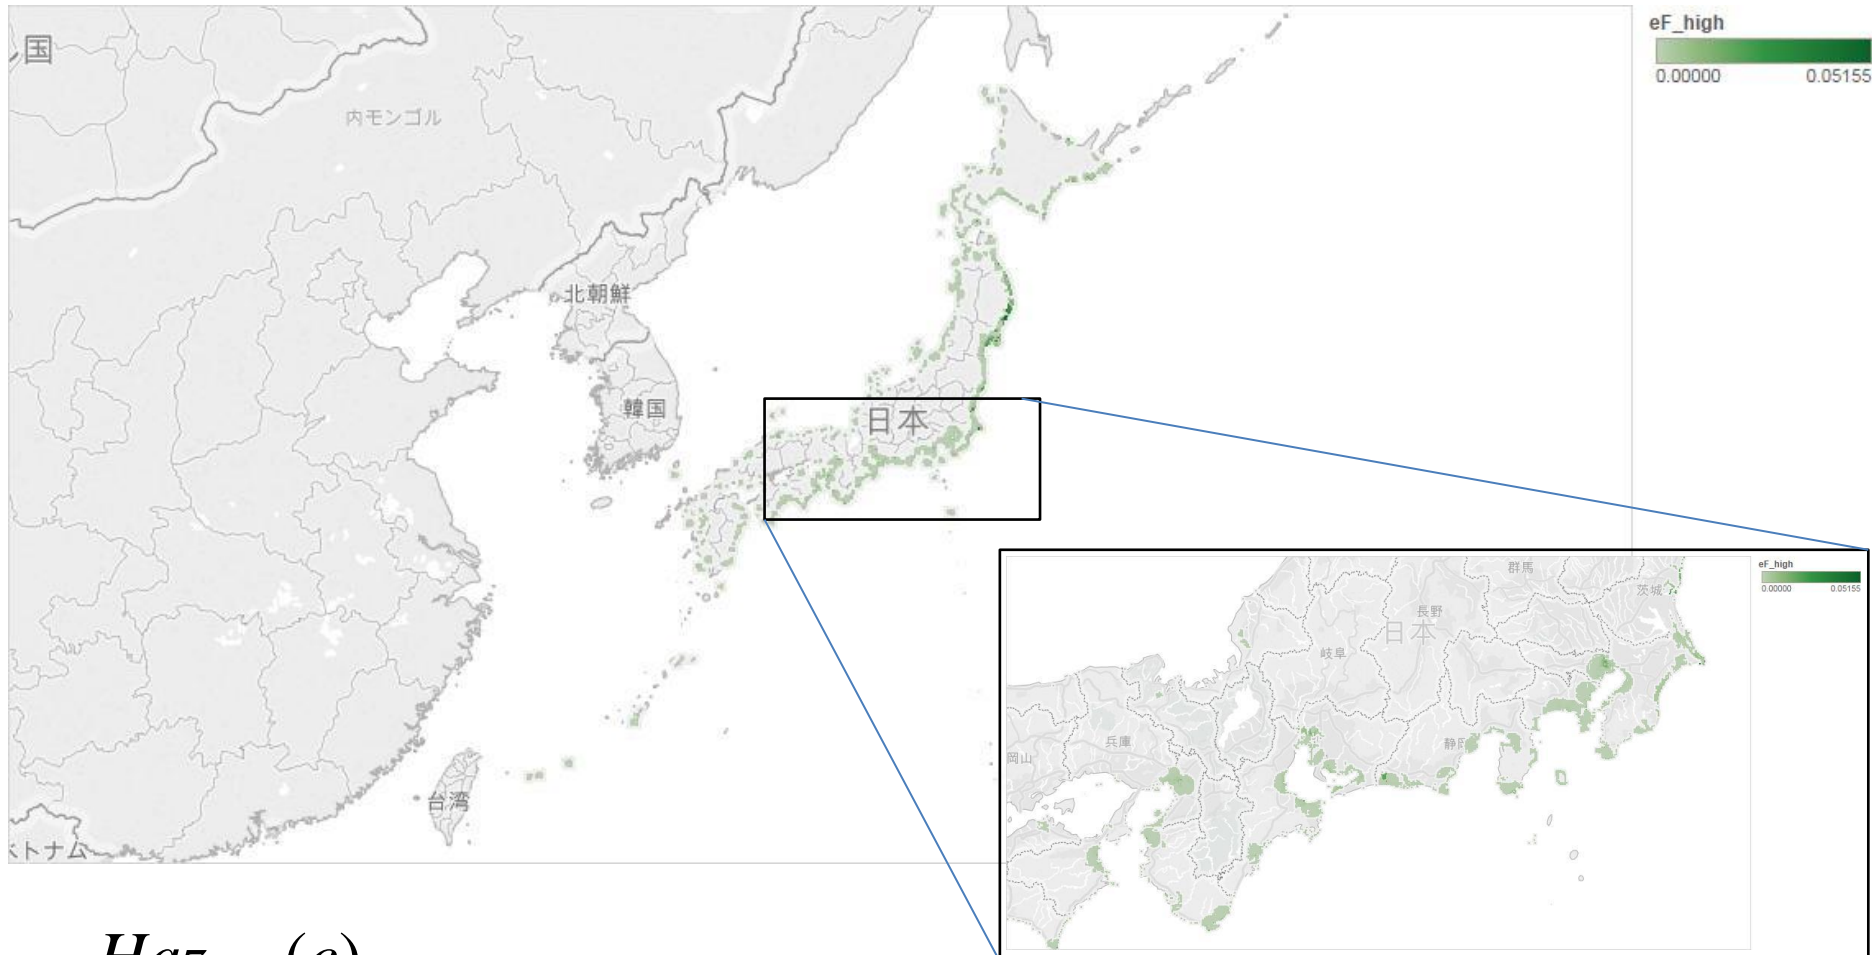 eF_high
0.00000 0.05155
国
内モンゴル
北朝鮮
韓国
日本
台湾
トナム
eF_high
0.00000 0.05155
群馬
茨城
長野
日本
岐阜
兵庫
静岡
岡山